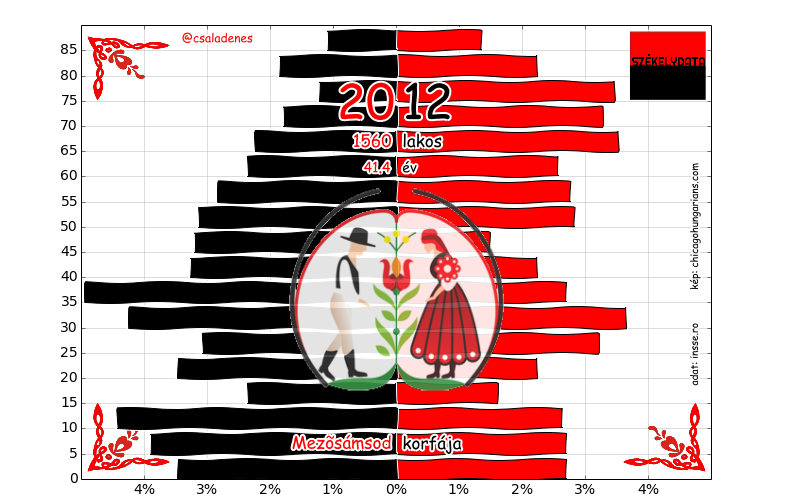 @csaladenes
SZÉKELYDATA
2012
1560 lakos
41,4 év
Mezősámsod korfája
kép: chicagohungarians.com
adat: insse.ro
85
80
75
70
65
60
55
50
45
40
35
30
25
20
15
10
5
0
4% 3% 2% 1% 0% 1% 2% 3% 4%